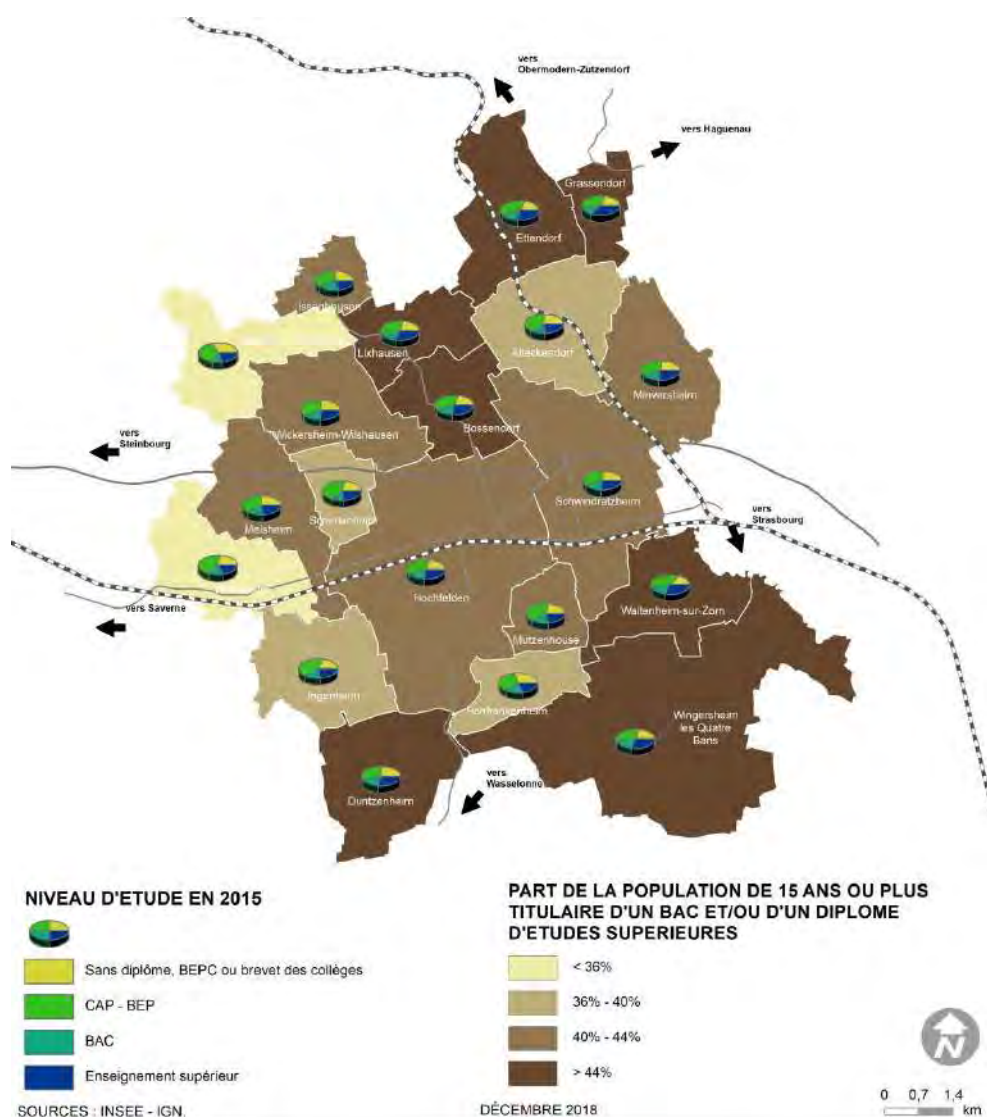 vers
Obermodern-Zutzendorf
vers Haguenau
Grassendorf
Ettendorf
Issenhausen
Lixhausen
Alteckendorf
Minversheim
Wickersheim-Wilshausen
Bossendorf
vers
Steinbourg
Schwindratzheim
Melsheim
Scherlenheim
vers
Strasbourg
Hochfelden
Waltenheim-sur-Zorn
vers Saverne
Mutzenhouse
Ingenheim
Hohfrankenheim
Wingersheim
les Quatre
Bans
Duntzenheim
vers
Wasselonne
NIVEAU D'ETUDE EN 2015
Sans diplôme, BEPC ou brevet des collèges
CAP - BEP
BAC
Enseignement supérieur
SOURCES : INSEE - IGN.
PART DE LA POPULATION DE 15 ANS OU PLUS
TITULAIRE D'UN BAC ET/OU D'UN DIPLOME
D'ETUDES SUPERIEURES
< 36%
36% - 40%
40% - 44%
> 44%
DÉCEMBRE 2018
N
0 0,7 1,4
km